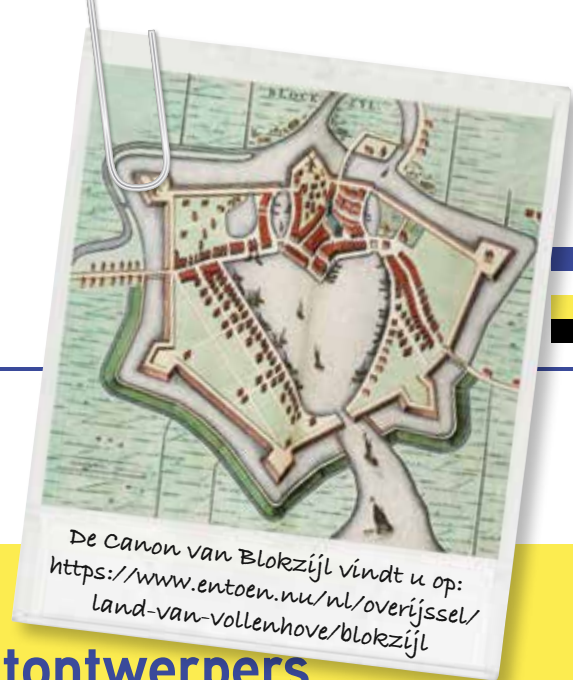 BLOCK ZYL
De Canon van Blokzijl vindt u op:
https://www.entoen.nu/nl/overijssel/
land-van-vollenhove/blokzijl
tontwerpers